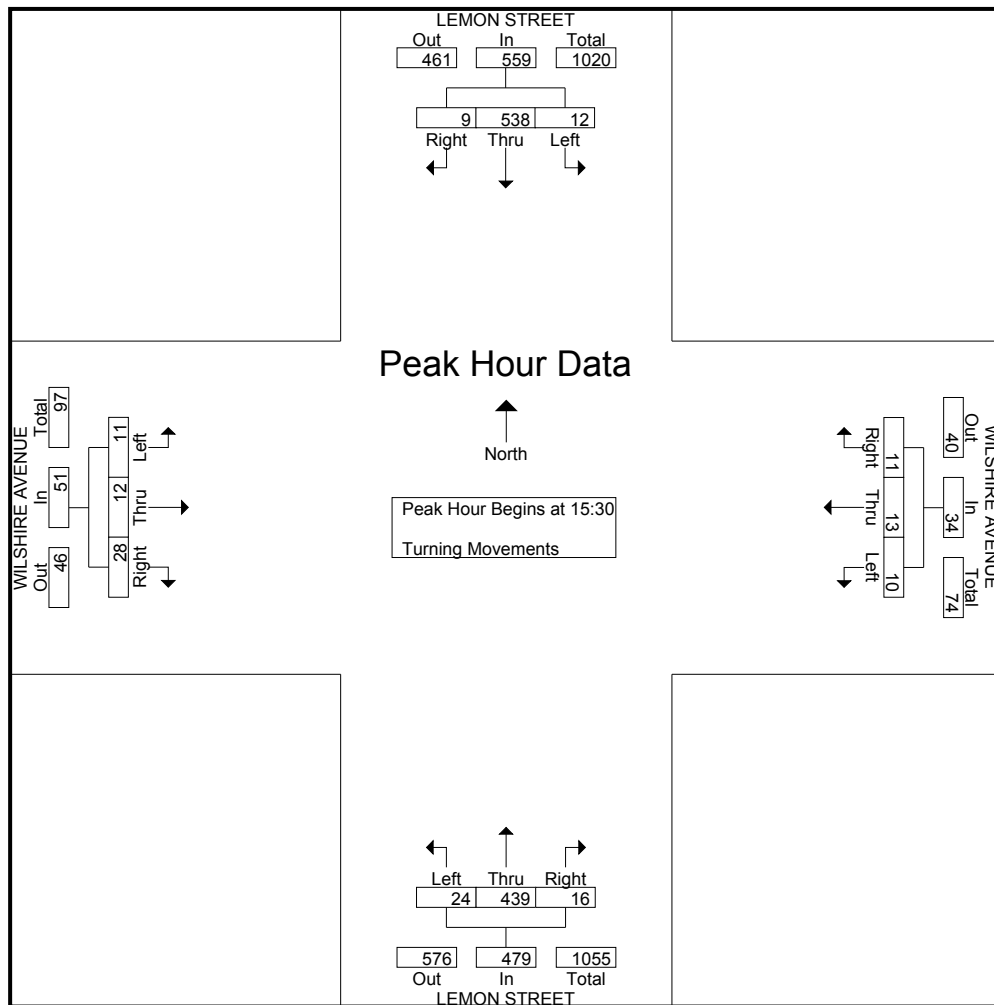 LEMON STREET
Out In Total
461 559 1020
9 538 12
Right Thru Left
Peak Hour Data
North
Peak Hour Begins at 15:30
Turning Movements
WILSHIRE AVENUE
Out In Total
46 51 97
28 12 11
Right Thru Left
WILSHIRE AVENUE
Out In Total
40 34 74
11 13 10
Right Thru Left
Left Thru Right
24 439 16
576 479 1055
Out In Total
LEMON STREET